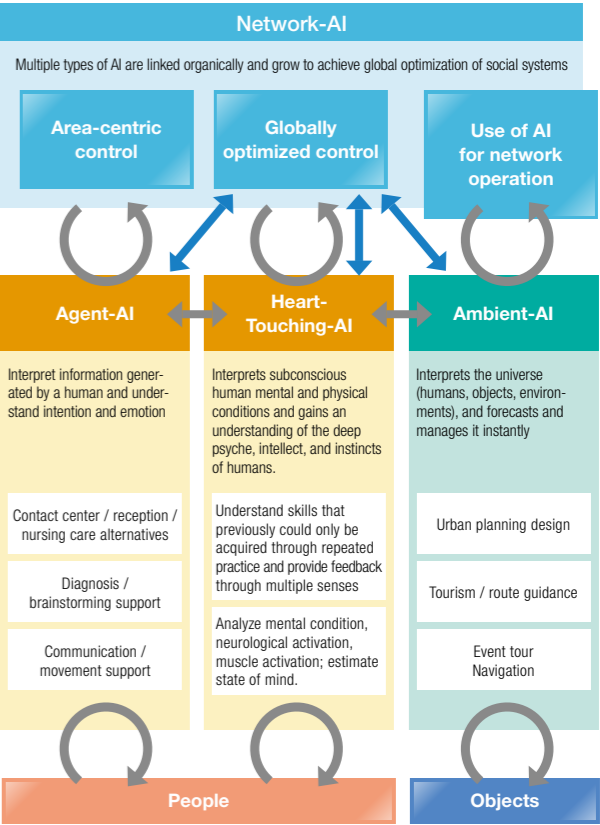 Network-AI
Multiple types of AI are linked organically and grow to achieve global optimization of social systems
Area-centric
control
Globally
optimized control
Use of AI
for network
operation
Agent-AI
Heart-
Touching-AI
Ambient-AI
Interpret information gener-
ated by a human and under-
stand intention and emotion
Interprets subconscious
human mental and physical
conditions and gains an
understanding of the deep
psyche, intellect, and instincts
of humans.
Interprets the universe
(humans, objects, environ-
ments), and forecasts and
manages it instantly
Contact center / reception /
nursing care alternatives
Diagnosis /
brainstorming support
Communication /
movement support
Understand skills that
previously could only be
acquired through repeated
practice and provide feedback
through multiple senses
Analyze mental condition,
neurological activation,
muscle activation; estimate
state of mind.
Urban planning design
Tourism / route guidance
Event tour
Navigation
People
Objects